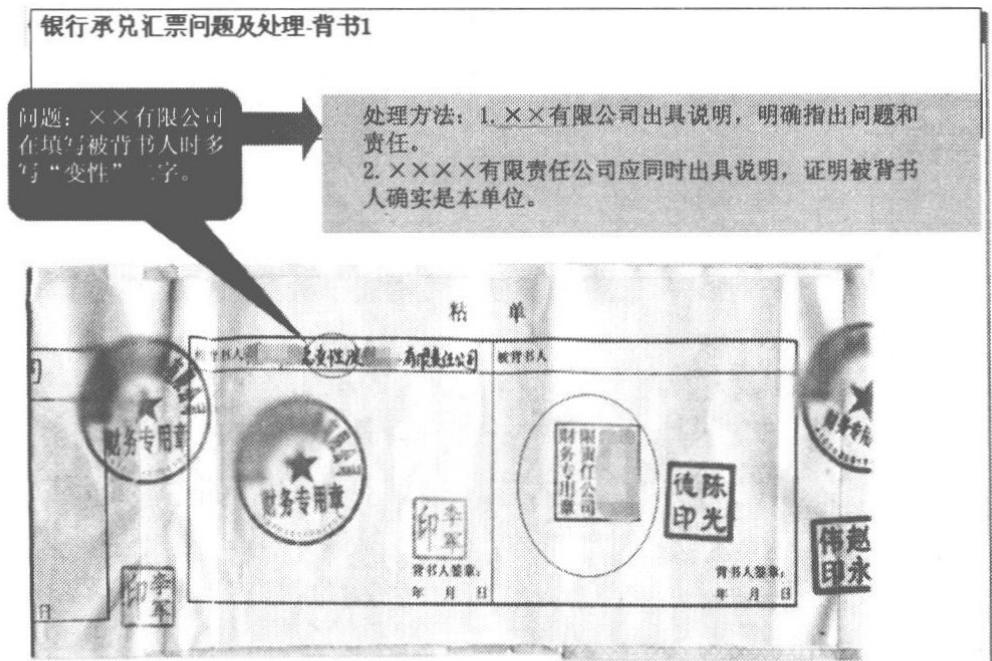 银行承兑汇票问题及处理-背书1
问题：××有限公司
在填写被背书人时多
写“变性”二字。
处理方法：1.××有限公司出具说明，明确指出问题和
责任。
2.××××有限责任公司应同时出具说明，证明被背书
人确实是本单位。
粘 单
被背书人
变性
有限责任公司
被背书人
财务专用章
财务专用章
限责任公司
财务专用章
陈光
德印
财务专用章
李军
印
背书人签章：
年 月 日
背书人签章：
年 月 日
赵永
伟印
李军
印
日